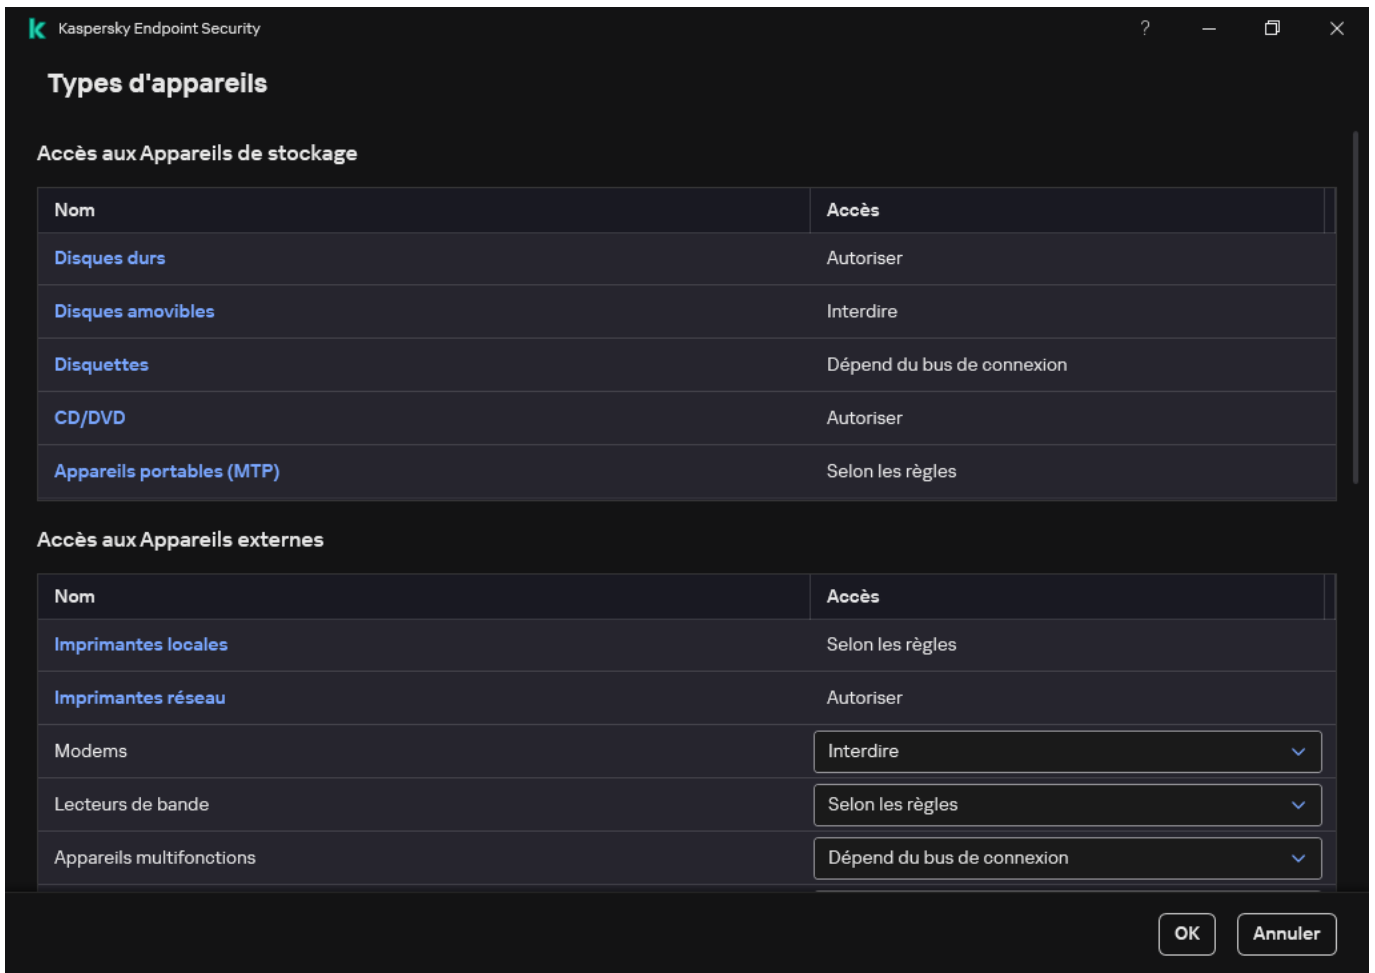 Kaspersky Endpoint Security
?
Types d'appareils
Accès aux Appareils de stockage
Nom Accès
Disques durs Autoriser
Disques amovibles Interdire
Disquettes Dépend du bus de connexion
CD/DVD Autoriser
Appareils portables (MTP) Selon les règles
Accès aux Appareils externes
Nom Accès
Imprimantes locales Selon les règles
Imprimantes réseau Autoriser
Modems Interdire
Lecteurs de bande Selon les règles
Appareils multifonctions Dépend du bus de connexion
OK Annuler